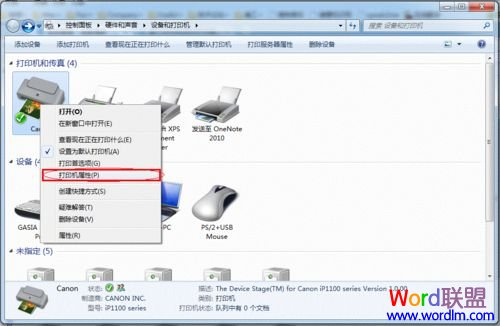 控制面板 ▸ 硬件和声音 ▸ 设备和打印机
搜索 设备和打印机
添加设备 添加打印机 查看现在正在打印什么 管理默认打印机 打印服务器属性 删除设备
打印机和传真 (4)
Can
t XPS
ment
er
发送至 OneNote
2010
打开(O)
在新窗口中打开(E)
查看现在正在打印什么(E)
设置为默认打印机(A)
打印首选项(G)
打印机属性(P)
创建快捷方式(S)
疑难解答(T)
删除设备(V)
属性(R)
设备 (4
GASIA
-PC
PS/2+USB
Mouse
未指定 (5)
Canon
状态:
制造商: CANON INC.
型号: iP1100 series
描述: The Device Stage(TM) for Canon iP1100 series Version 1.0.00
类别: 打印机
打印机状态: 队列中有 0 个文档
Word联盟
www.wordlm.com